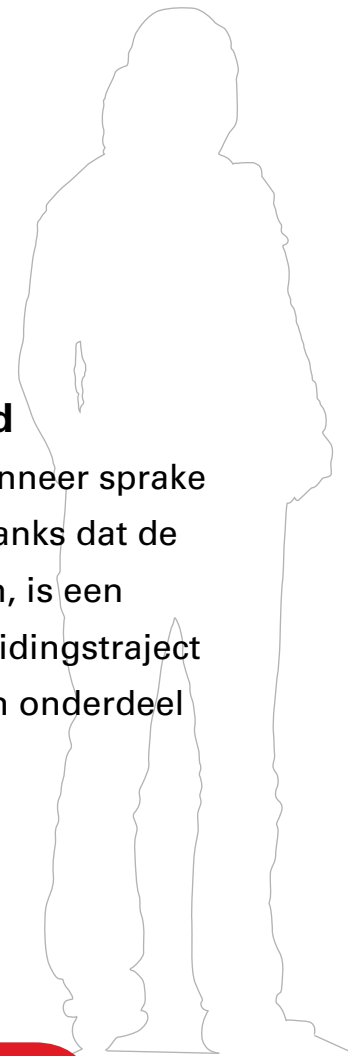 d
nneer sprake
anks dat de
n, is een
idingstraject
n onderdeel